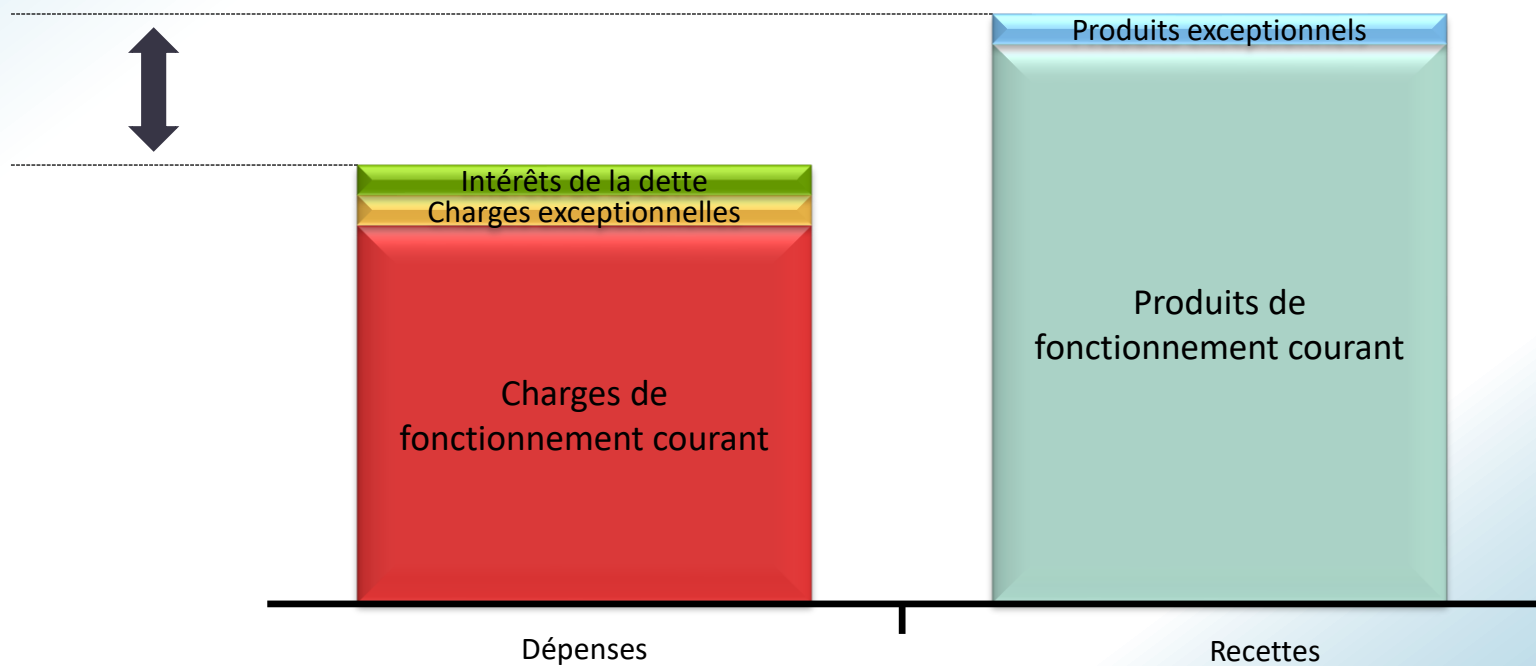 Produits exceptionnels
Intérêts de la dette
Charges exceptionnelles
Produits de
fonctionnement courant
Charges de
fonctionnement courant
Dépenses
Recettes